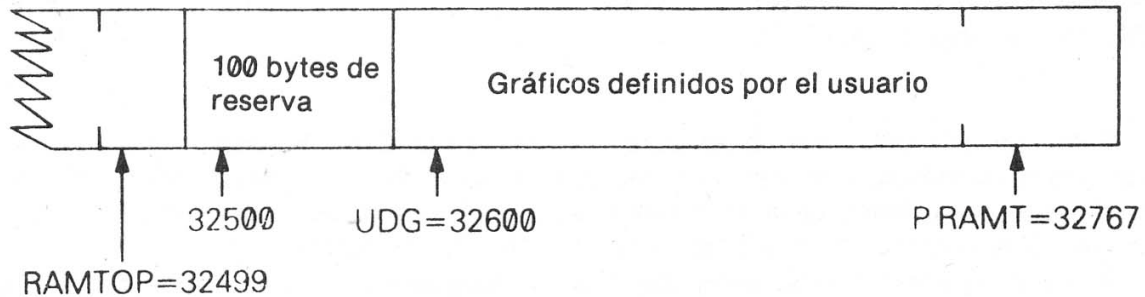 100 bytes de
reserva
Gráficos definidos por el usuario
32500
UDG=32600
P RAMT=32767
RAMTOP=32499